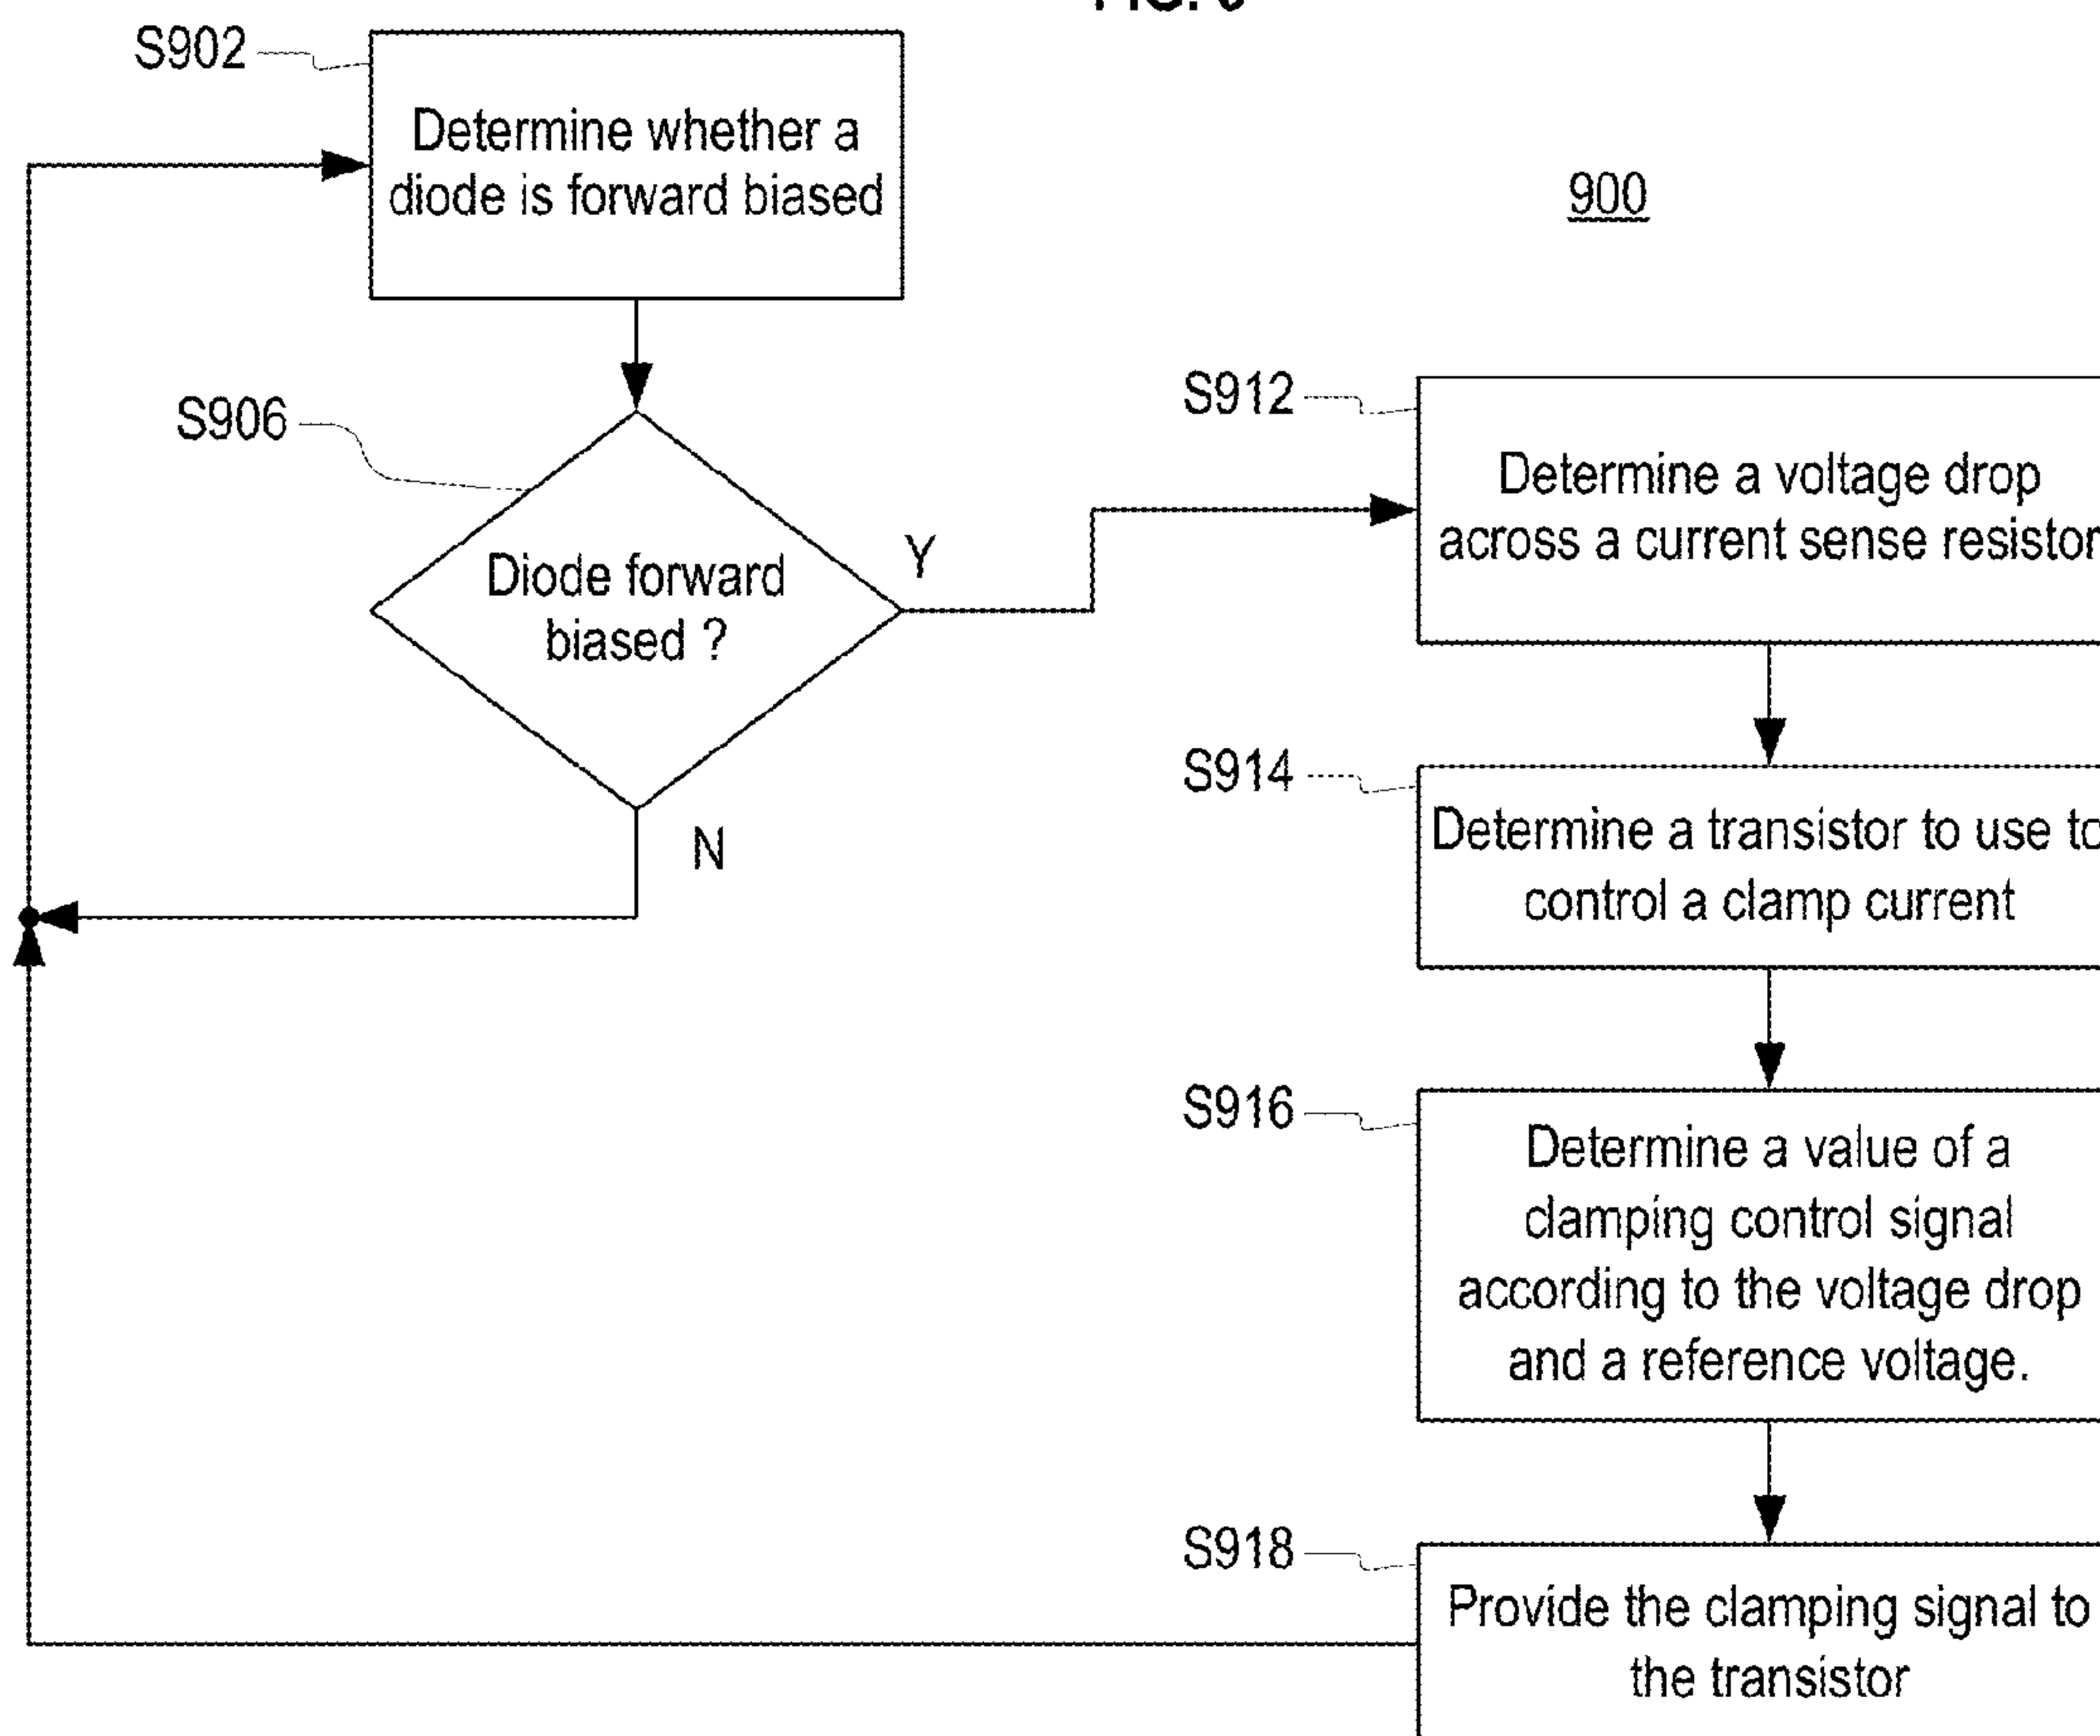 S902
Determine whether a
diode is forward biased
900
S906
Diode forward
biased ?
Y
N
S912
Determine a voltage drop
across a current sense resistor
S914
Determine a transistor to use to
control a clamp current
S916
Determine a value of a
clamping control signal
according to the voltage drop
and a reference voltage.
S918
Provide the clamping signal to
the transistor